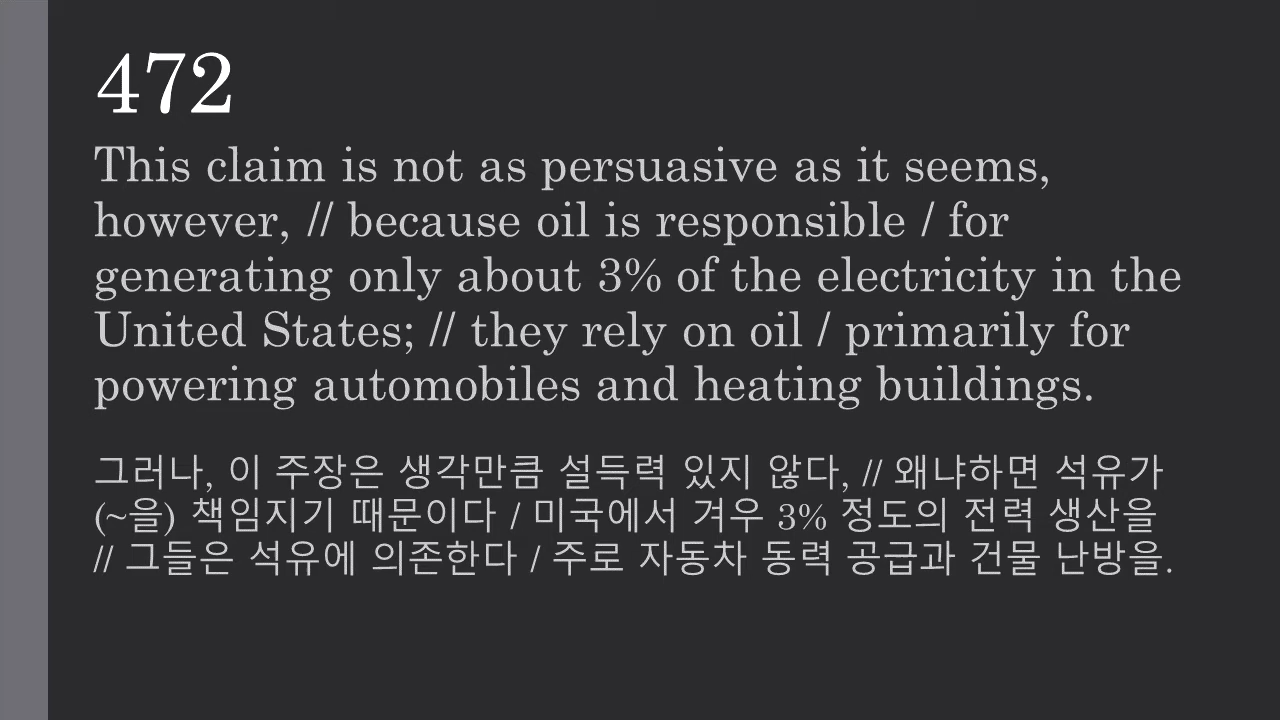 472
This claim is not as persuasive as it seems,
however, // because oil is responsible / for
generating only about 3% of the electricity in the
United States; // they rely on oil / primarily for
powering automobiles and heating buildings.
그러나, 이 주장은 생각만큼 설득력 있지 않다, // 왜냐하면 석유가
(~을) 책임지기 때문이다 / 미국에서 겨우 3% 정도의 전력 생산을
// 그들은 석유에 의존한다 / 주로 자동차 동력 공급과 건물 난방을.